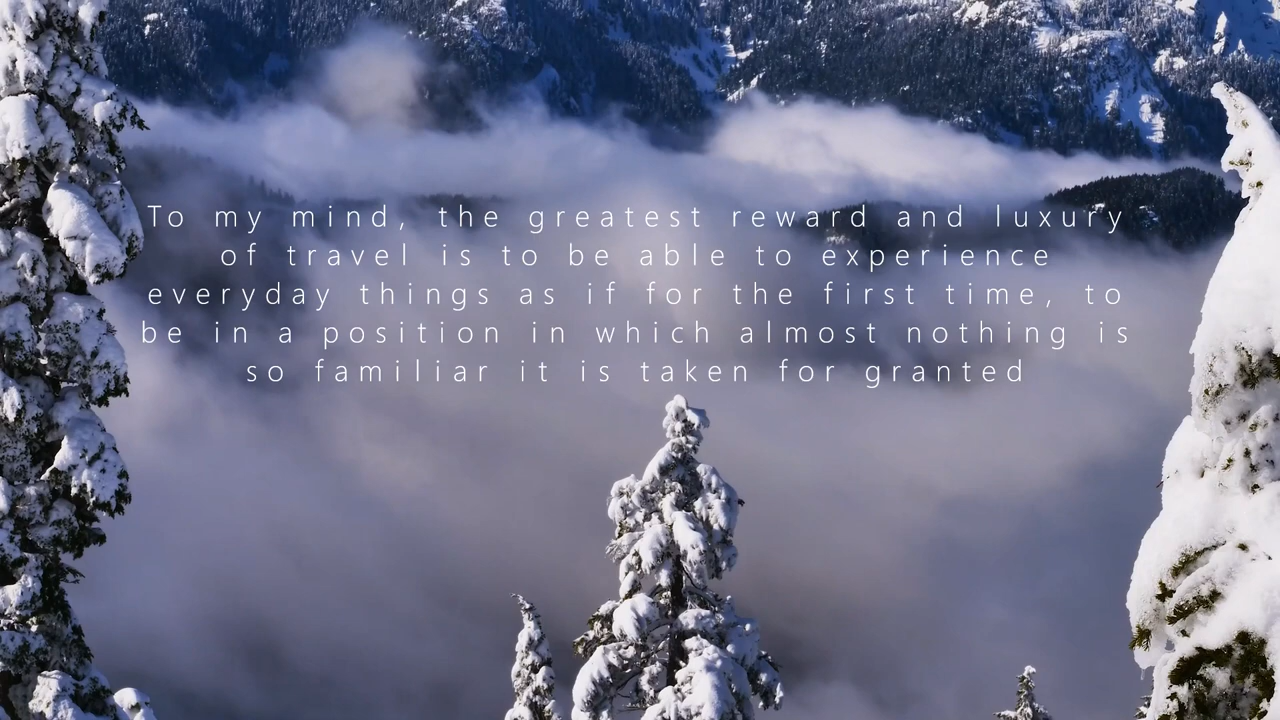 To my mind, the greatest reward and luxury
of travel is to be able to experience
everyday things as if for the first time, to
be in a position in which almost nothing is
so familiar it is taken for granted